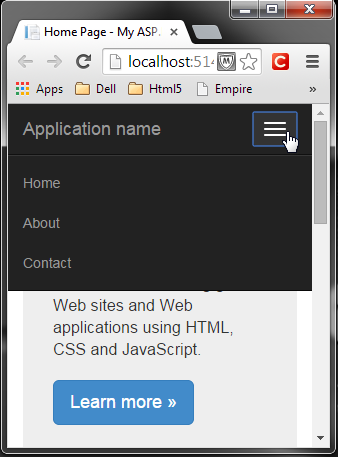 Home Page - My ASP.
localhost:514
Apps Dell Html5 Empire »
Application name
Home
About
Contact
Web sites and Web
applications using HTML,
CSS and JavaScript.
Learn more »